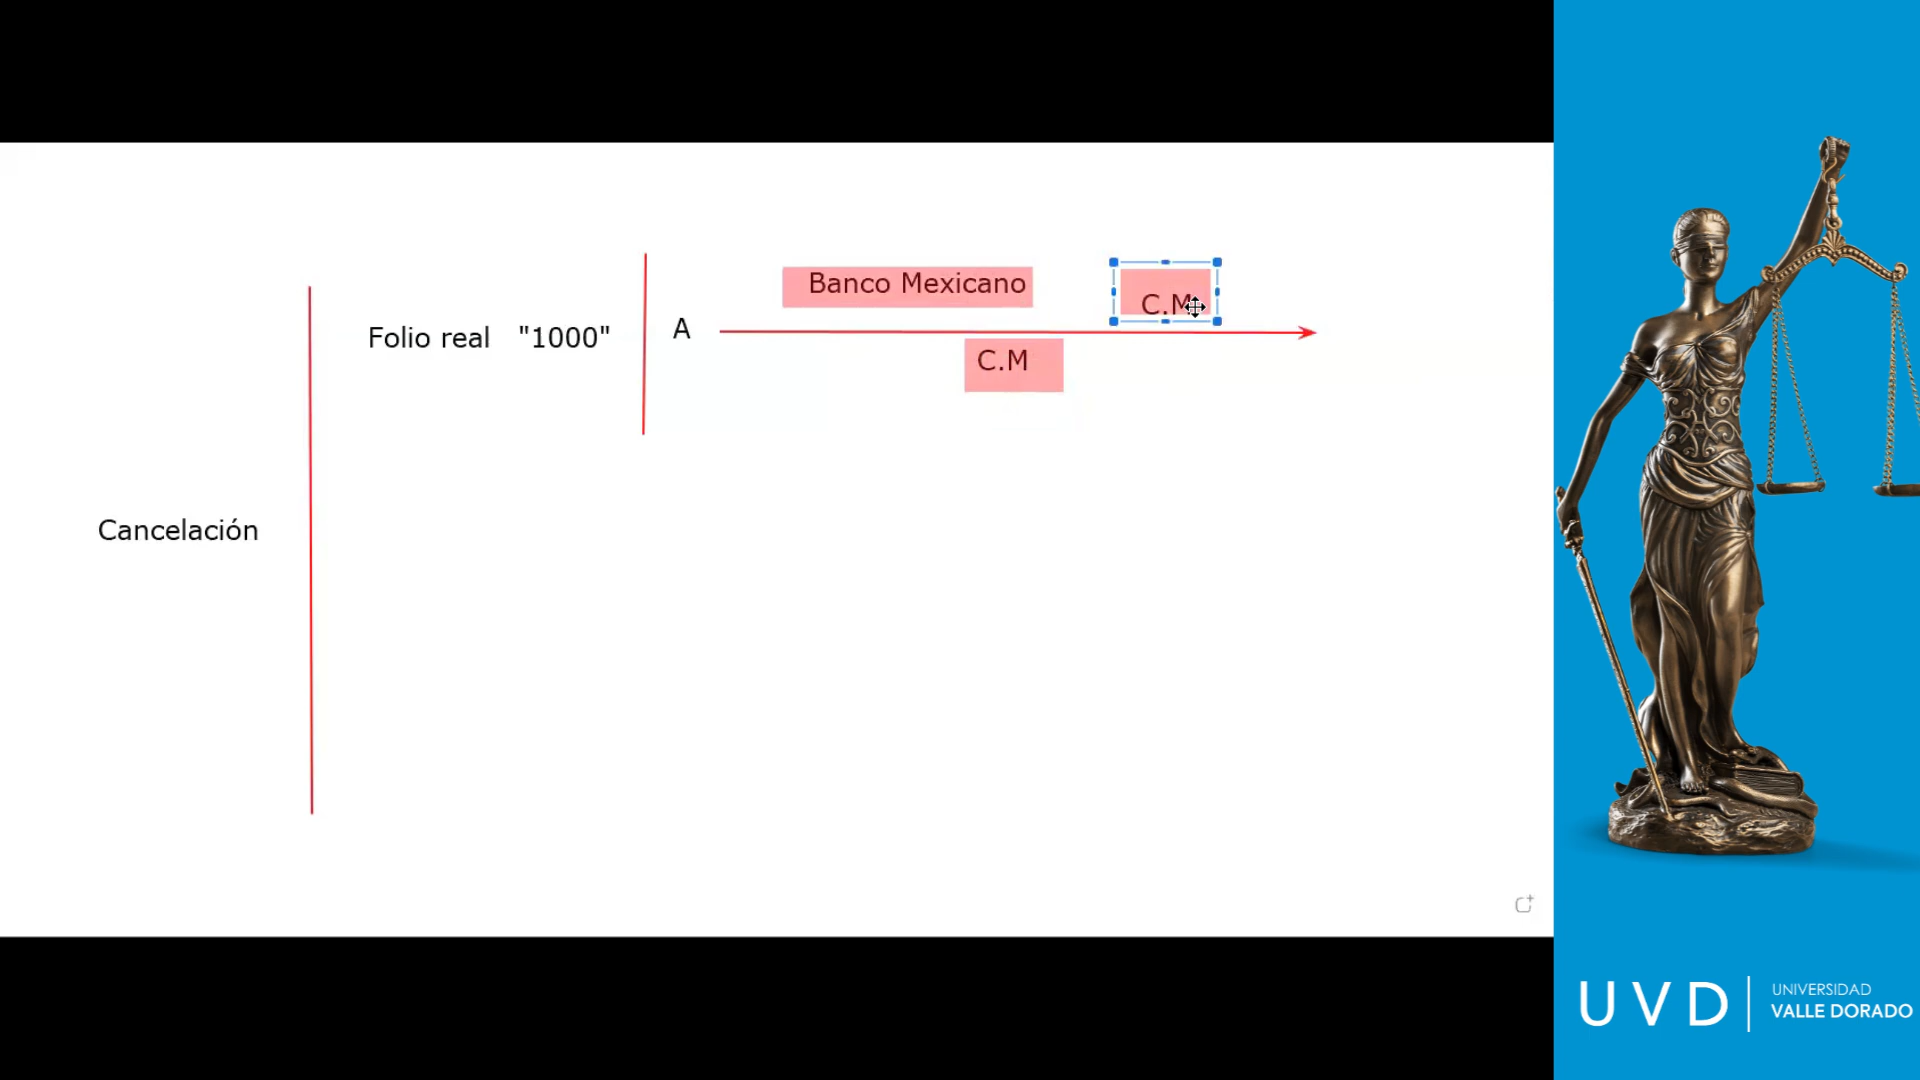 Banco Mexicano
C.M
Folio real "1000"
A
C.M
Cancelación
UVD
UNIVERSIDAD
VALLE DORADO